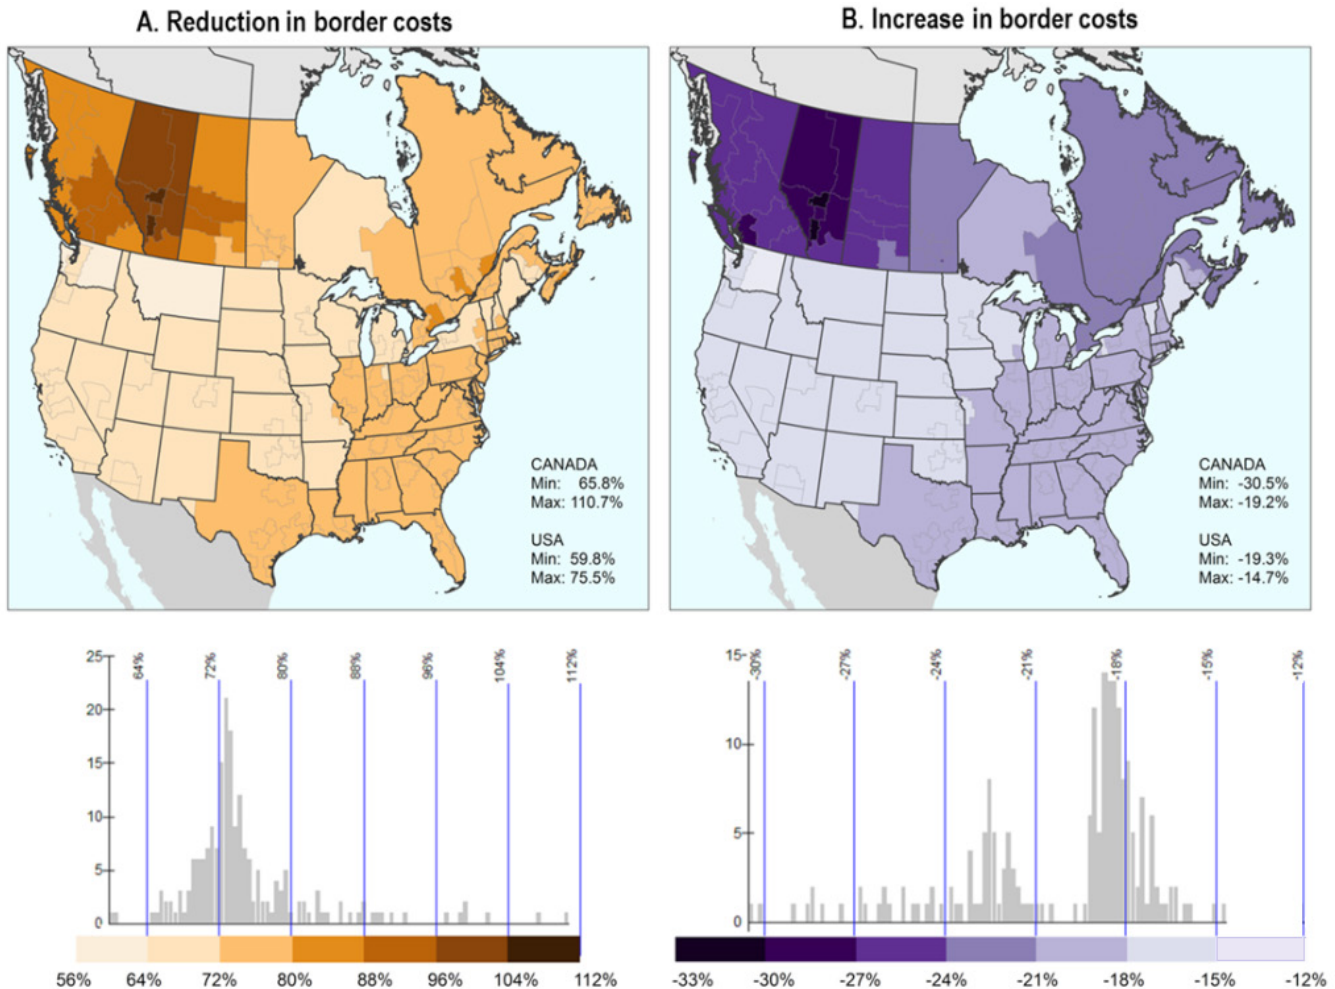 A. Reduction in border costs
B. Increase in border costs
CANADA
Min: 65.8%
Max: 110.7%
USA
Min: 59.8%
Max: 75.5%
CANADA
Min: -30.5%
Max: -19.2%
USA
Min: -19.3%
Max: -14.7%
64% 72% 80% 88% 96% 104% 112%
25
20
15
10
5
0
56% 64% 72% 80% 88% 96% 104% 112%
-30% -27% -24% -21% -18% -15% -12%
15
10
5
0
-33% -30% -27% -24% -21% -18% -15% -12%